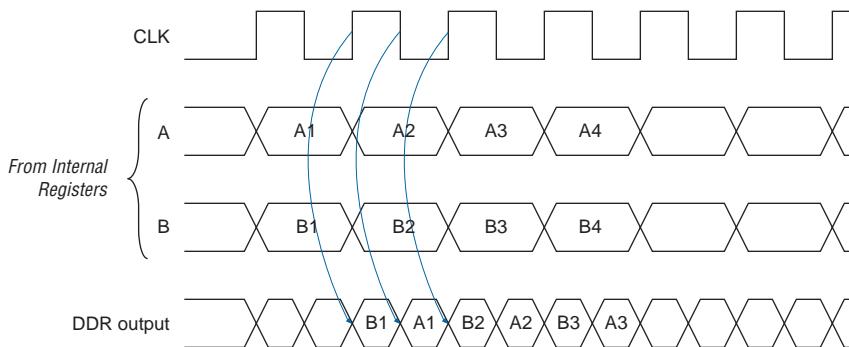 CLK
A
A1 A2 A3 A4
From Internal
Registers
B
B1 B2 B3 B4
DDR output
B1 A1 B2 A2 B3 A3